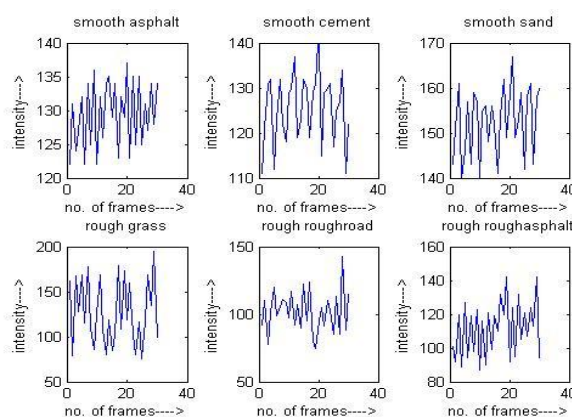 smooth asphalt
140
135
130
125
120
intensity--->
0 20 40
no. of frames---->
smooth cement
140
130
120
110
intensity--->
0 20 40
no. of frames---->
smooth sand
170
160
150
140
intensity--->
0 20 40
no. of frames---->
rough grass
200
150
100
50
intensity--->
0 20 40
no. of frames---->
rough roughroad
150
100
50
intensity--->
0 20 40
no. of frames---->
rough roughasphalt
160
140
120
100
80
intensity--->
0 20 40
no. of frames---->